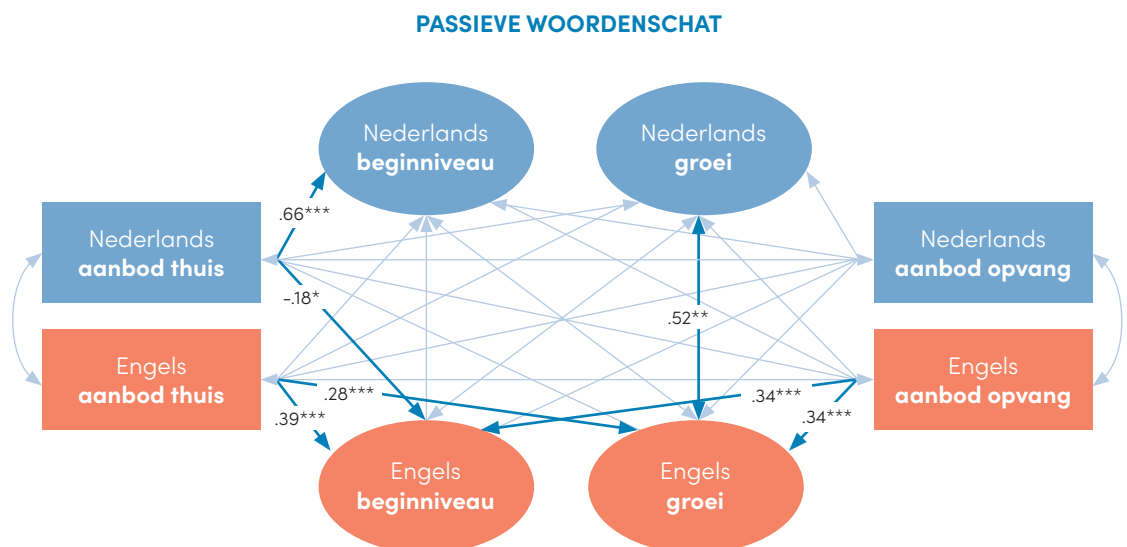 PASSIEVE WOORDENSCHAT
Nederlands
beginniveau
Nederlands
groei
.66***
Nederlands
aanbod thuis
Nederlands
aanbod opvang
-.18*
.52**
Engels
aanbod thuis
Engels
aanbod opvang
.28***
.34***
.39***
.34***
Engels
beginniveau
Engels
groei